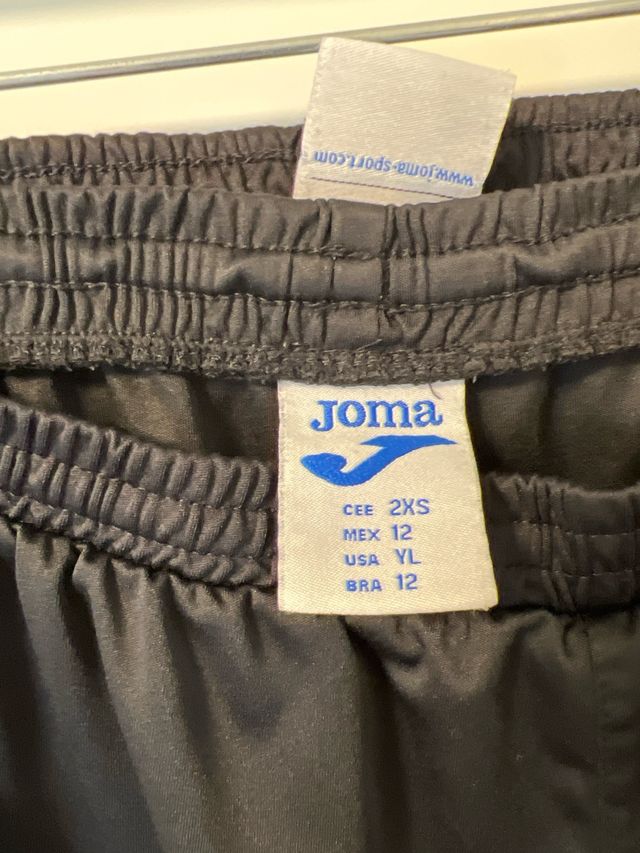 www.joma-sport.com
Joma
CEE 2XS
MEX 12
USA YL
BRA 12